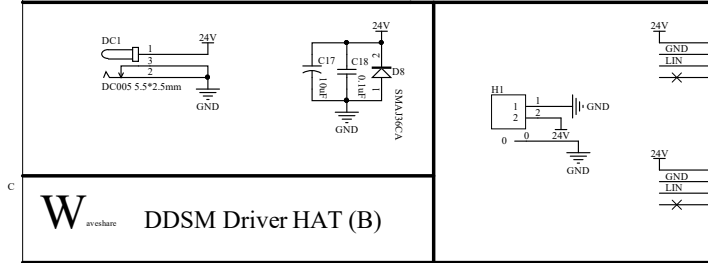 DC1
1
3
2
24V
DC005 5.5*2.5mm
GND
24V
C17
10uF
C18
0.1uF
2
1
D8
SMAJ36CA
GND
H1
1
2
1
2
GND
24V
0
0
GND
24V
GND
LIN
24V
GND
LIN
C
Waveshare
DDSM Driver HAT (B)